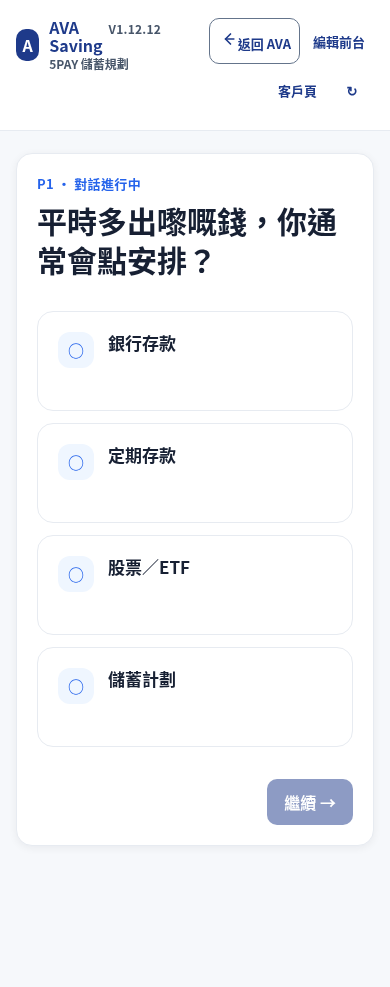 A
AVA Saving
V1.12.12
5PAY 儲蓄規劃
← 返回 AVA
編輯前台
客戶頁
↻
P1 · 對話進行中
平時多出嚟嘅錢，你通
常會點安排？
銀行存款
定期存款
股票／ETF
儲蓄計劃
繼續 →